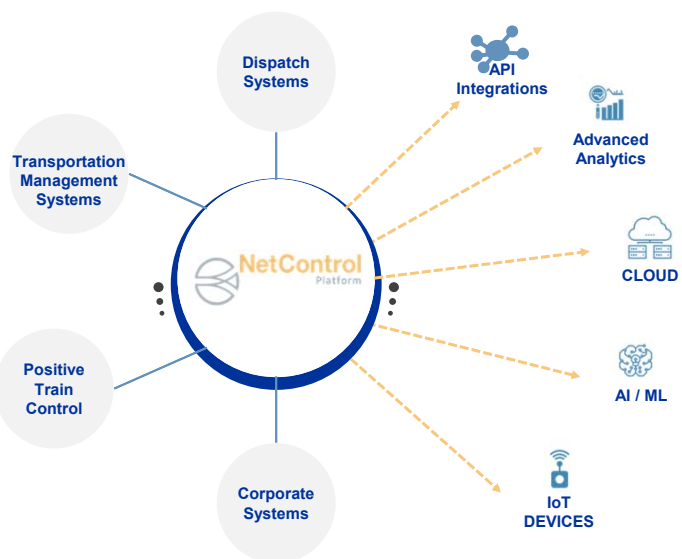 Dispatch
Systems
API
Integrations
Advanced
Analytics
Transportation
Management
Systems
NetControl
Platform
CLOUD
Positive
Train
Control
AI / ML
Corporate
Systems
IoT
DEVICES